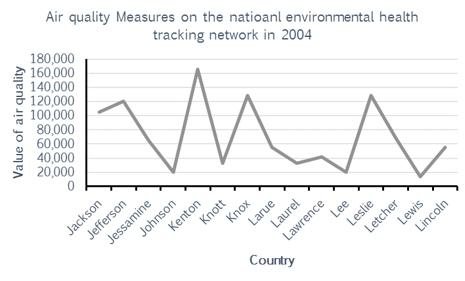 Air quality Measures on the natioanl environmental health
tracking network in 2004
Value of air quality
180,000
160,000
140,000
120,000
100,000
80,000
60,000
40,000
20,000
0
Jackson
Jefferson
Jessamine
Johnson
Kenton
Knott
Knox
Larue
Laurel
Lawrence
Lee
Leslie
Letcher
Lewis
Lincoln
Country